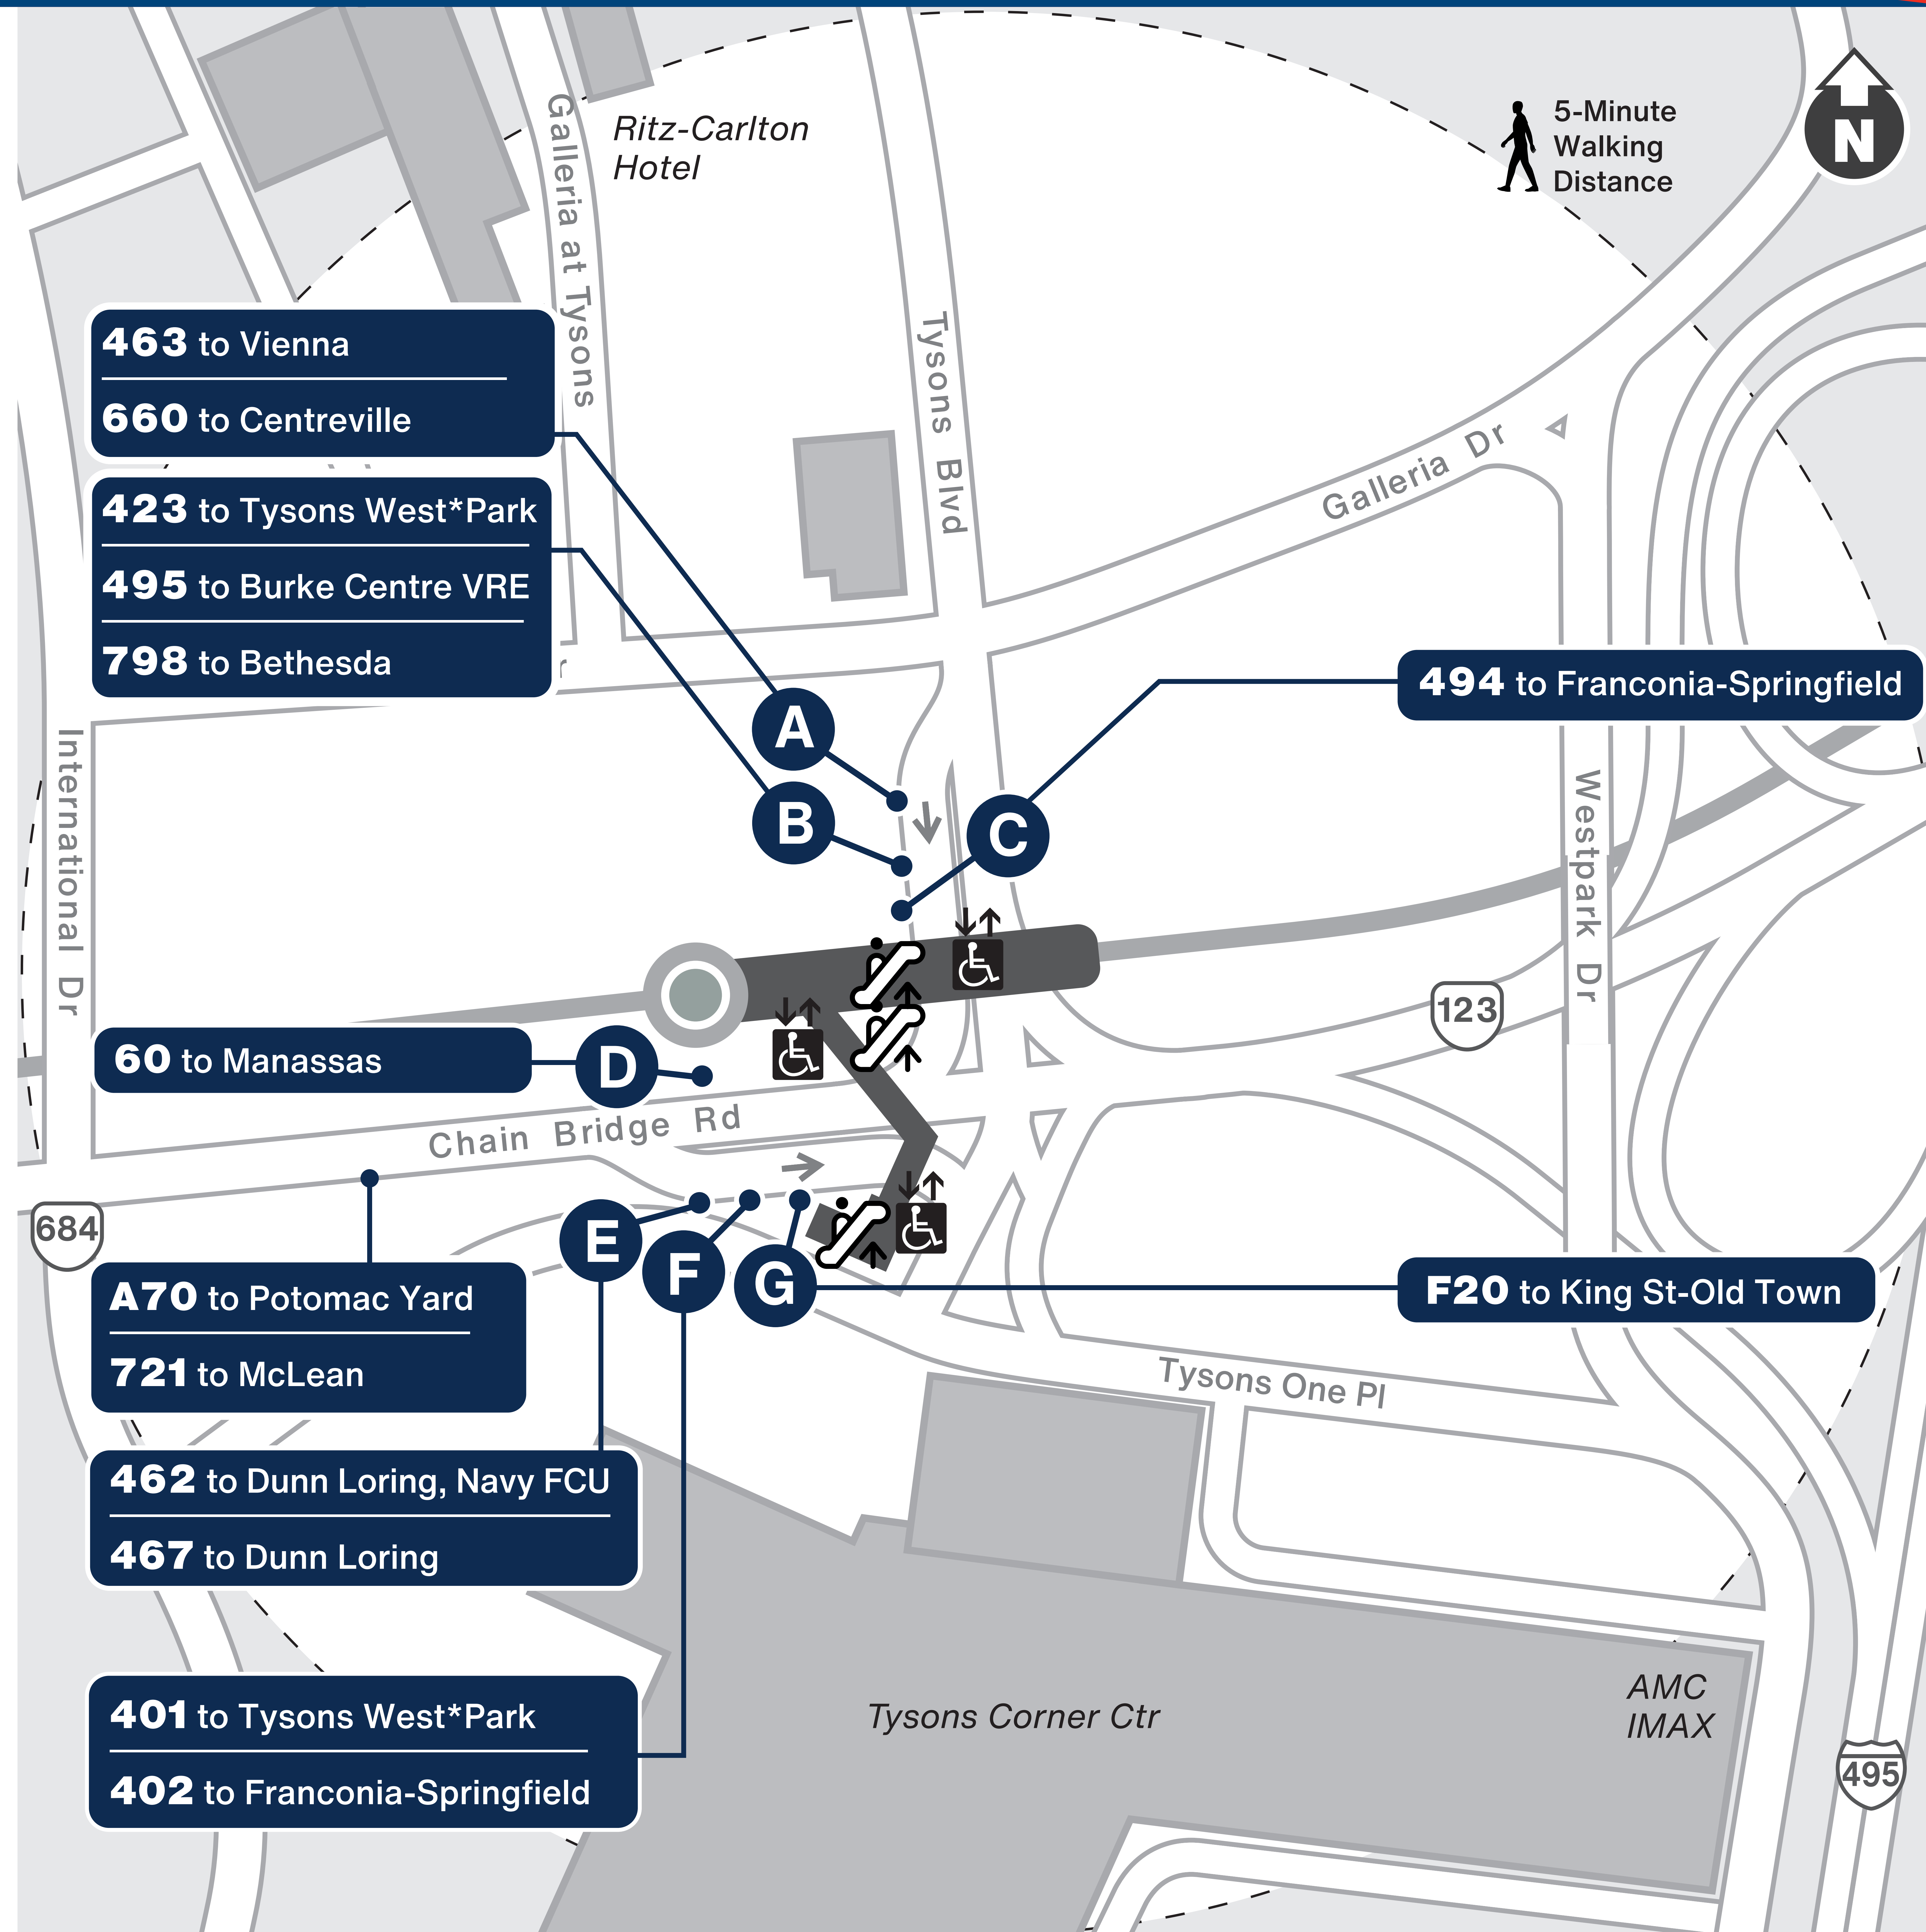 Ritz-Carlton
Hotel
5-Minute
Walking
Distance
N
Galleria at Tysons
Tysons Blvd
463 to Vienna
660 to Centreville
423 to Tysons West*Park
495 to Burke Centre VRE
798 to Bethesda
Galleria Dr
494 to Franconia-Springfield
A
B
C
International Dr
Westpark Dr
123
60 to Manassas
D
Chain Bridge Rd
684
E
F
G
F20 to King St-Old Town
A70 to Potomac Yard
721 to McLean
Tysons One Pl
462 to Dunn Loring, Navy FCU
467 to Dunn Loring
401 to Tysons West*Park
402 to Franconia-Springfield
Tysons Corner Ctr
AMC
IMAX
495